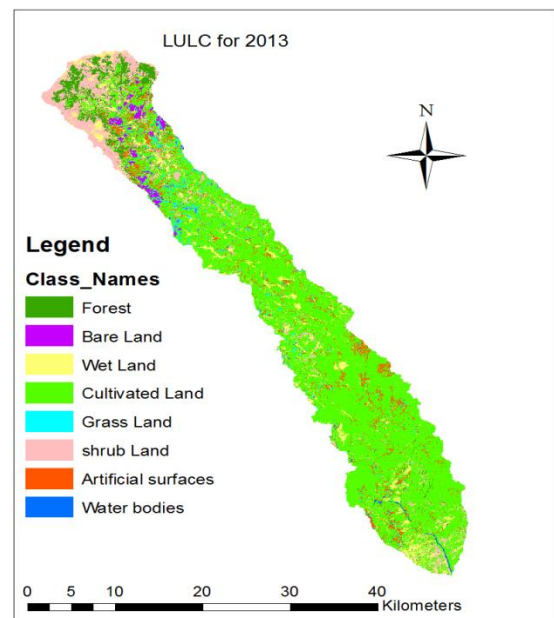 LULC for 2013
N
Legend
Class_Names
Forest
Bare Land
Wet Land
Cultivated Land
Grass Land
shrub Land
Artificial surfaces
Water bodies
0 5 10 20 30 40
Kilometers